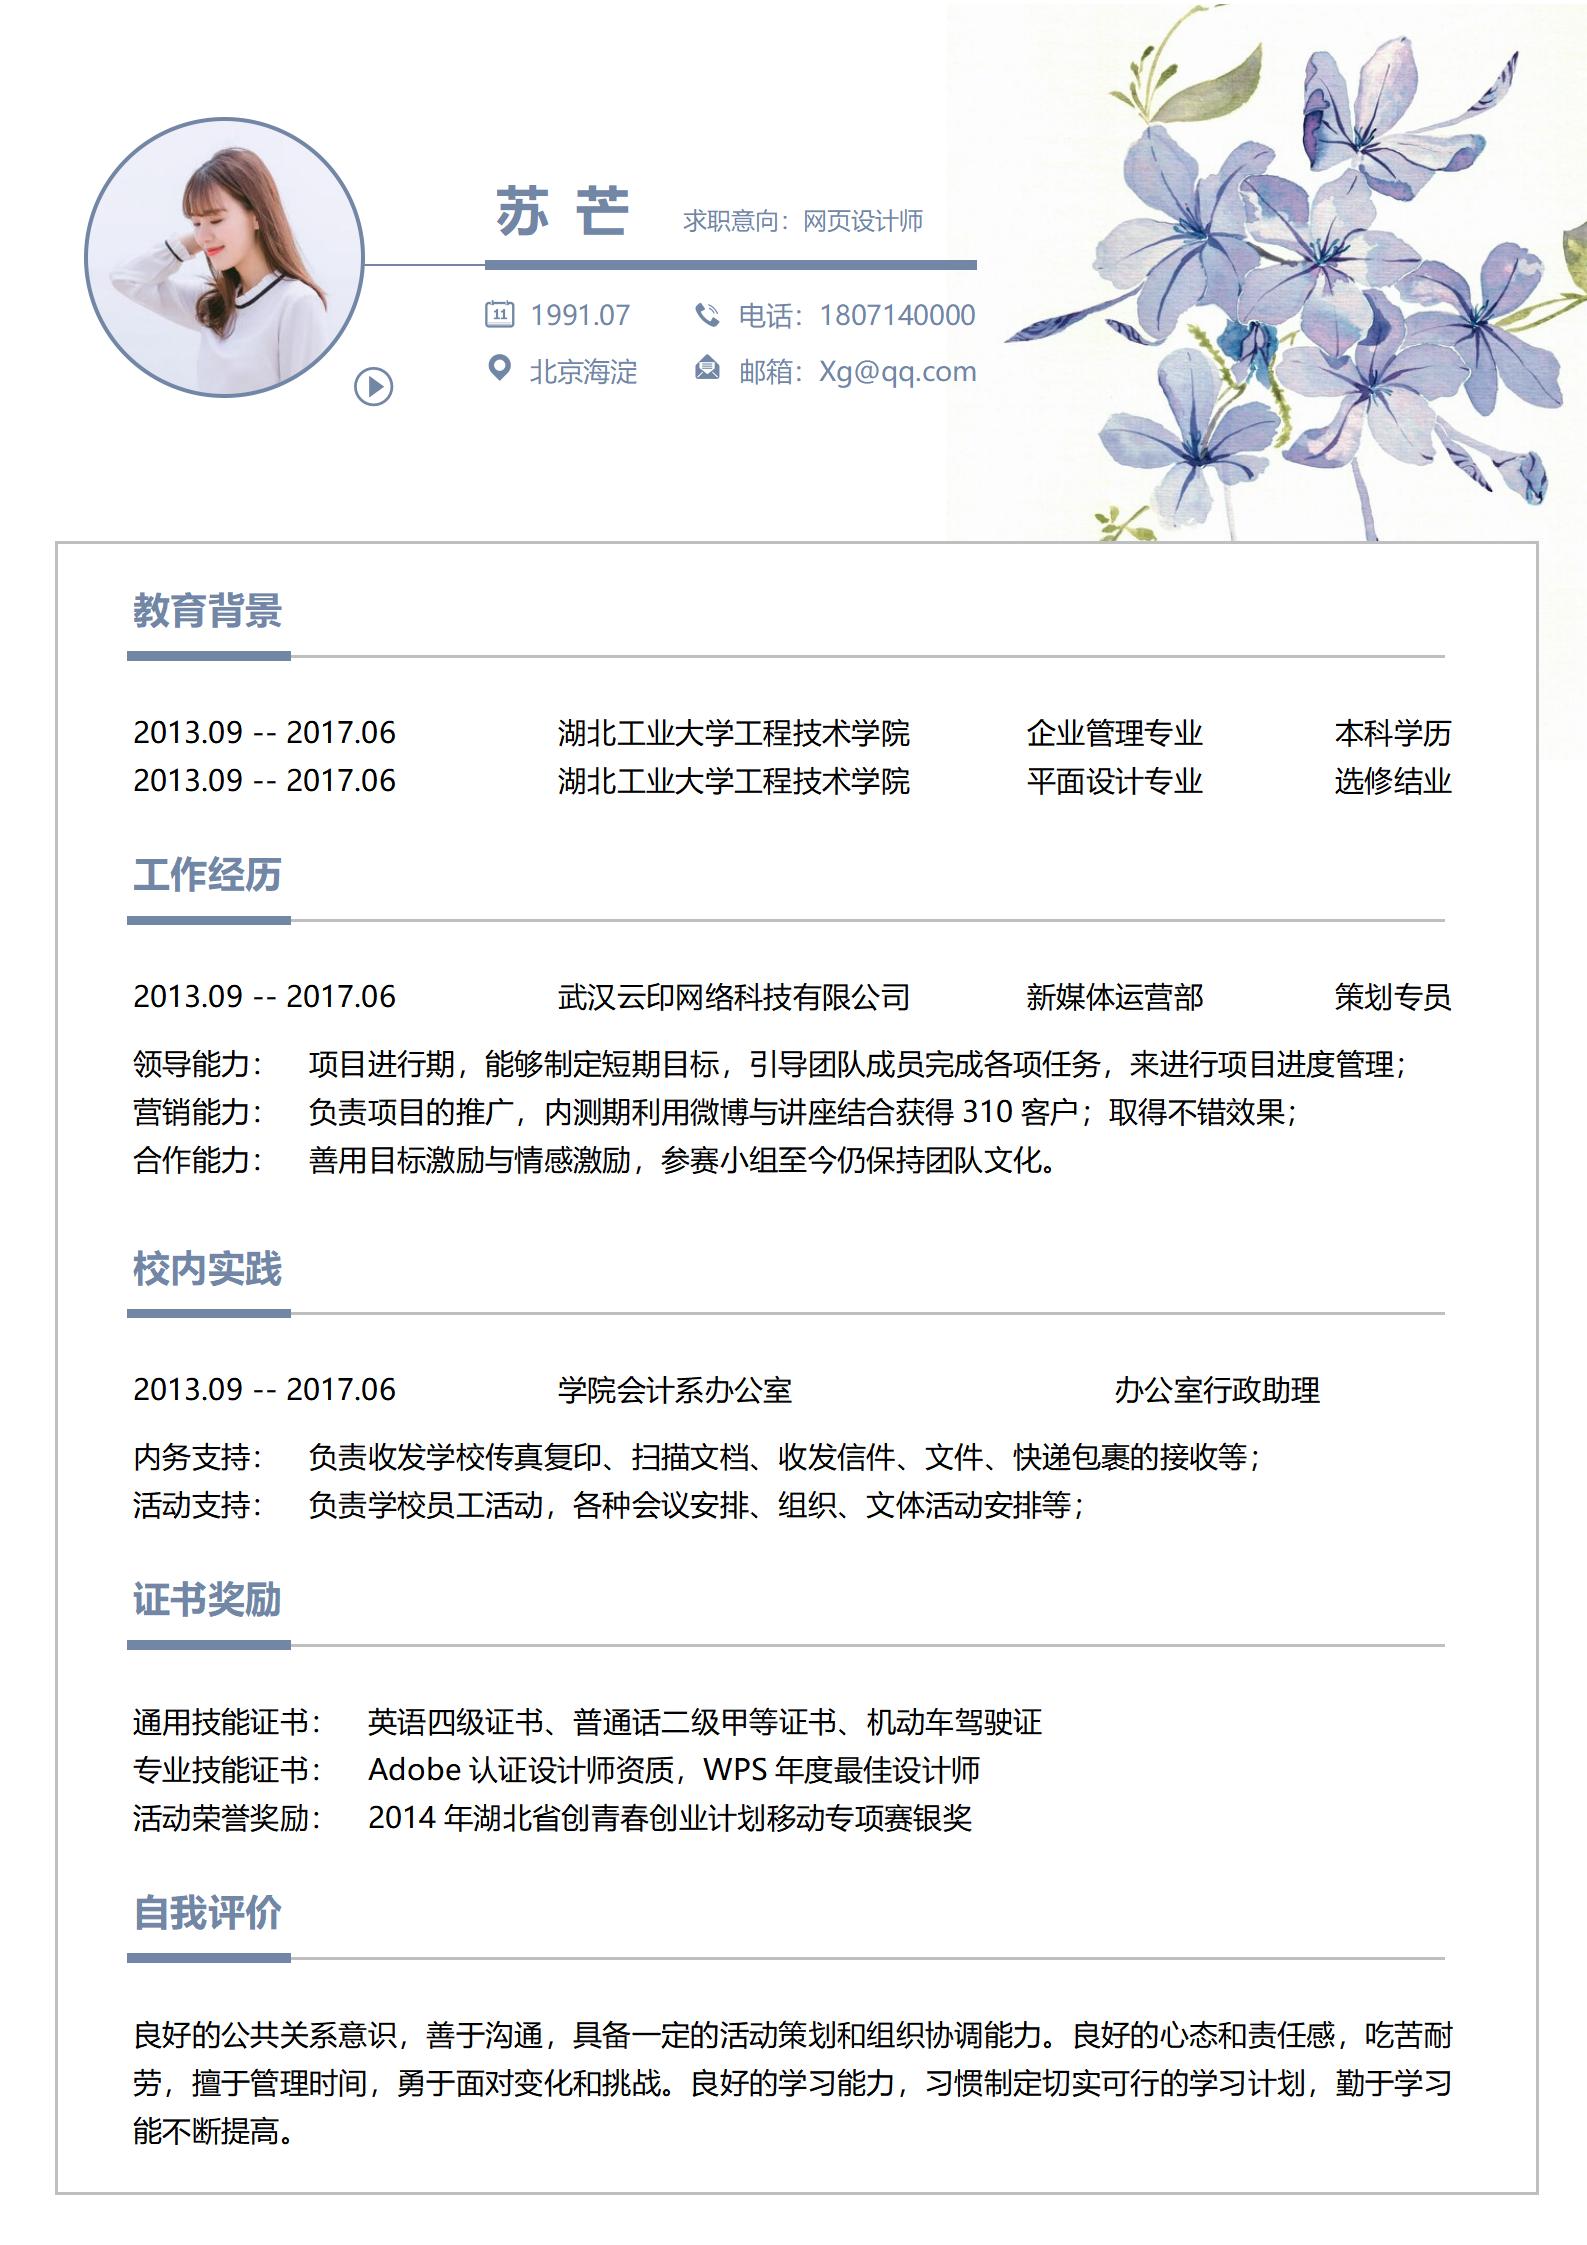 苏 芒 求职意向：网页设计师
11 1991.07 电话：1807140000
北京海淀 邮箱：Xg@qq.com
教育背景
2013.09 -- 2017.06 湖北工业大学工程技术学院 企业管理专业 本科学历
2013.09 -- 2017.06 湖北工业大学工程技术学院 平面设计专业 选修结业
工作经历
2013.09 -- 2017.06 武汉云印网络科技有限公司 新媒体运营部 策划专员
领导能力： 项目进行期，能够制定短期目标，引导团队成员完成各项任务，来进行项目进度管理；
营销能力： 负责项目的推广，内测期利用微博与讲座结合获得 310 客户；取得不错效果；
合作能力： 善用目标激励与情感激励，参赛小组至今仍保持团队文化。
校内实践
2013.09 -- 2017.06 学院会计系办公室 办公室行政助理
内务支持： 负责收发学校传真复印、扫描文档、收发信件、文件、快递包裹的接收等；
活动支持： 负责学校员工活动，各种会议安排、组织、文体活动安排等；
证书奖励
通用技能证书： 英语四级证书、普通话二级甲等证书、机动车驾驶证
专业技能证书： Adobe 认证设计师资质，WPS 年度最佳设计师
活动荣誉奖励： 2014 年湖北省创青春创业计划移动专项赛银奖
自我评价
良好的公共关系意识，善于沟通，具备一定的活动策划和组织协调能力。良好的心态和责任感，吃苦耐
劳，擅于管理时间，勇于面对变化和挑战。良好的学习能力，习惯制定切实可行的学习计划，勤于学习
能不断提高。